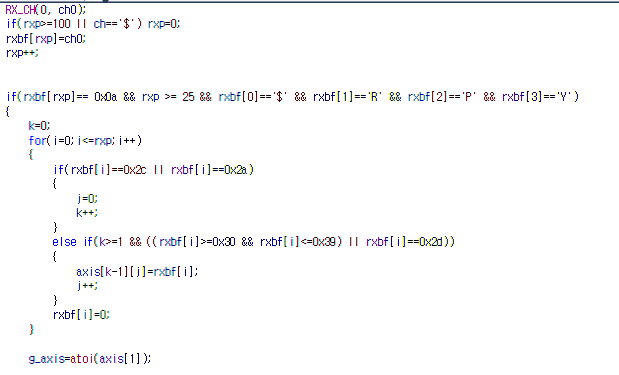 RX_CH(0, ch0);
if(rxp>=100 || ch=='$') rxp=0;
rxbf[rxp]=ch0;
rxp++;
if(rxbf[rxp]== 0x0a && rxp >= 25 && rxbf[0]=='$' && rxbf[1]=='R' && rxbf[2]=='P' && rxbf[3]=='Y')
{
k=0;
for(i=0;i<=rxp;i++)
{
if(rxbf[i]==0x2c || rxbf[i]==0x2a)
{
j=0;
k++;
}
else if(k>=1 && ((rxbf[i]>=0x30 && rxbf[i]<=0x39) || rxbf[i]==0x2d))
{
axis[k-1][j]=rxbf[i];
j++;
}
rxbf[i]=0;
}
g_axis=atoi(axis[1]);